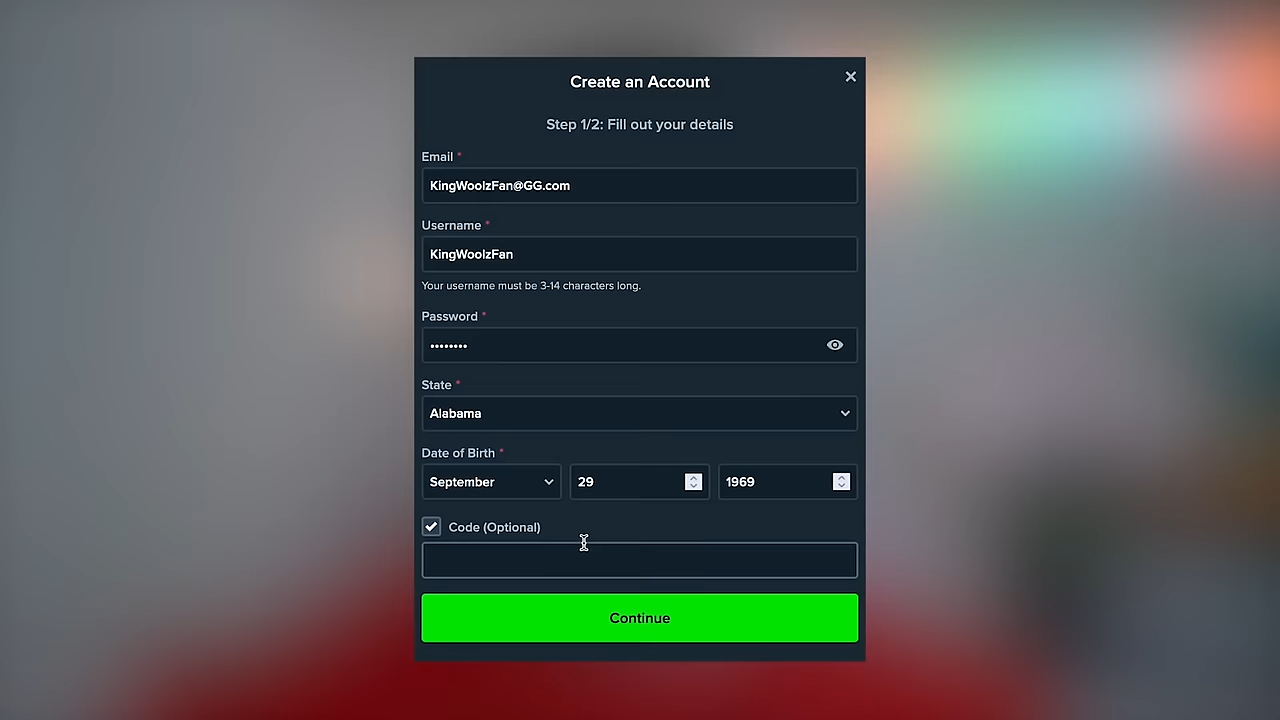 Create an Account
Step 1/2: Fill out your details
Email *
KingWoolzFan@GG.com
Username *
KingWoolzFan
Your username must be 3-14 characters long.
Password *
••••••••
State *
Alabama
Date of Birth *
September 29 1969
Code (Optional)
Continue